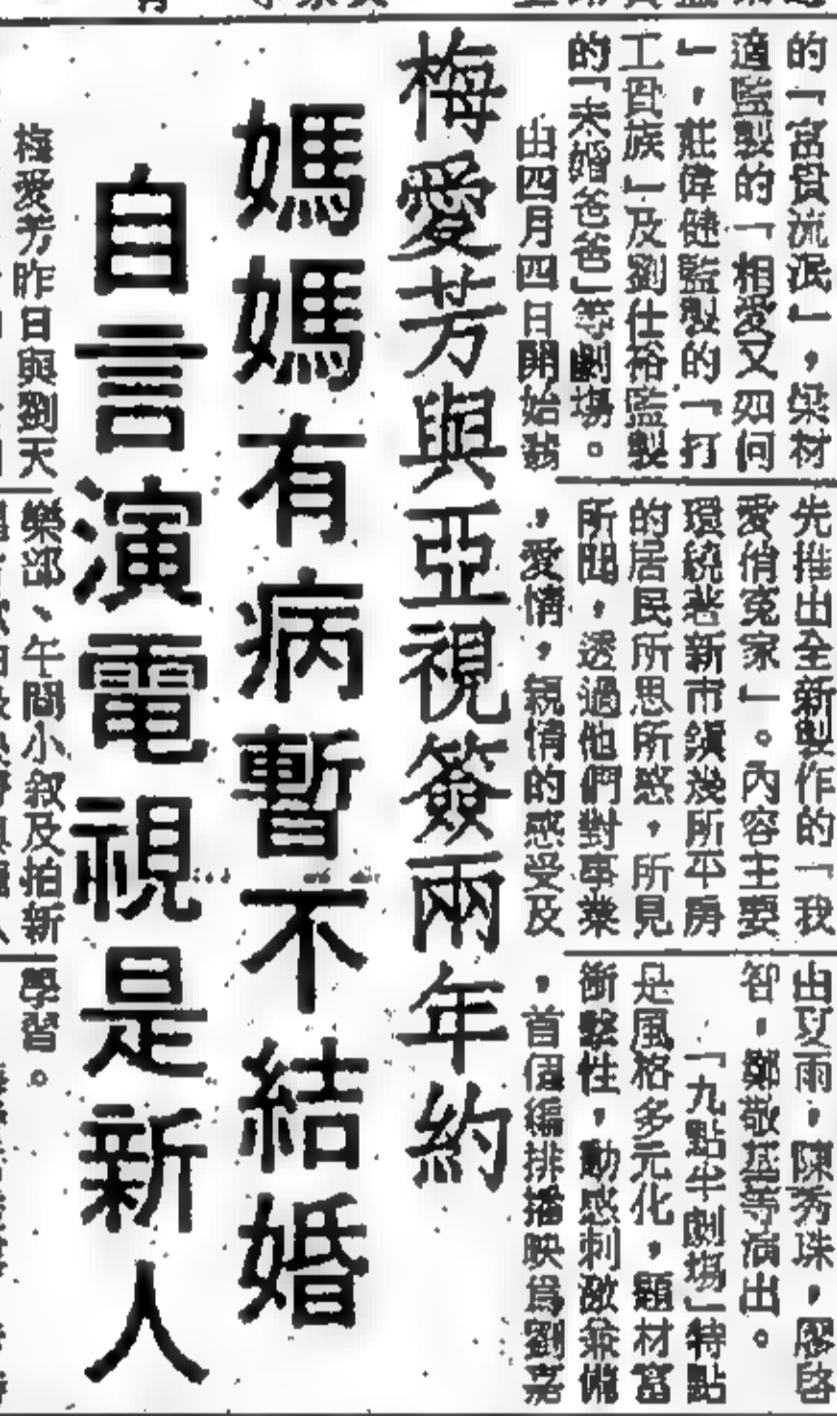 的「富貴流氓」，梁材
適監製的「相愛又如何
」，莊偉健監製的「打
工貴族」及劉仕裕監製
的「未婚爸爸」等劇場。
由四月四日開始
先推出全新製作的「我
愛俏冤家」。內容主要
環繞著新市鎮幾所平房
的居民所思所感，所見
所聞，透過他們對事業
，愛情，親情的感受及
由艾雨，陳秀珠，廖啓
智，鄭敬基等演出。
「九點半劇場」特點
是風格多元化，題材富
衝擊性，動感刺激兼備
，首個編排播映爲劉嘉
梅愛芳與亞視簽兩年約
媽媽有病暫不結婚
自言演電視是新人
梅愛芳昨日與劉天
樂部、午間小叙及拍新
學習。